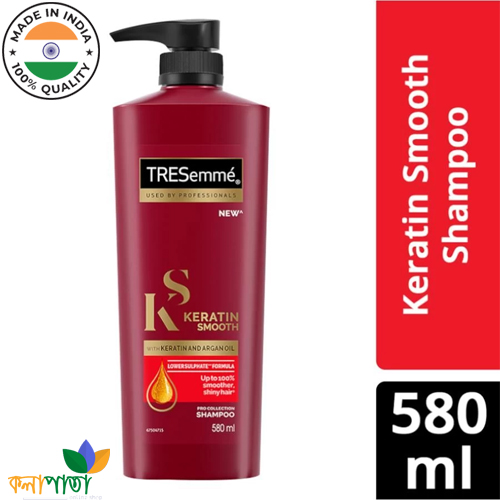 MADE IN INDIA
100% QUALITY
TRESemmé
USED BY PROFESSIONALS
NEW^
KS
KERATIN
SMOOTH
WITH KERATIN AND ARGAN OIL
LOWER SULPHATE™ FORMULA
Up to 100%
smoother,
shiny hair*
PRO COLLECTION
SHAMPOO
580 ml
Keratin Smooth
Shampoo
580
ml
কলাপাতা